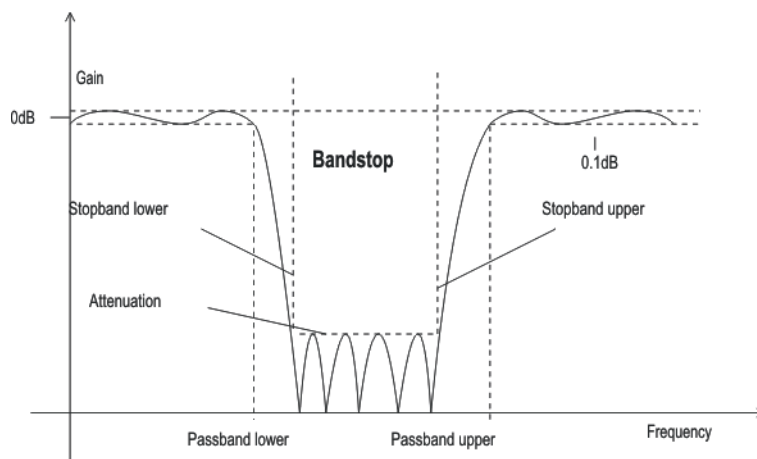 Gain
0dB
Bandstop
0.1dB
Stopband lower
Stopband upper
Attenuation
Passband lower
Passband upper
Frequency